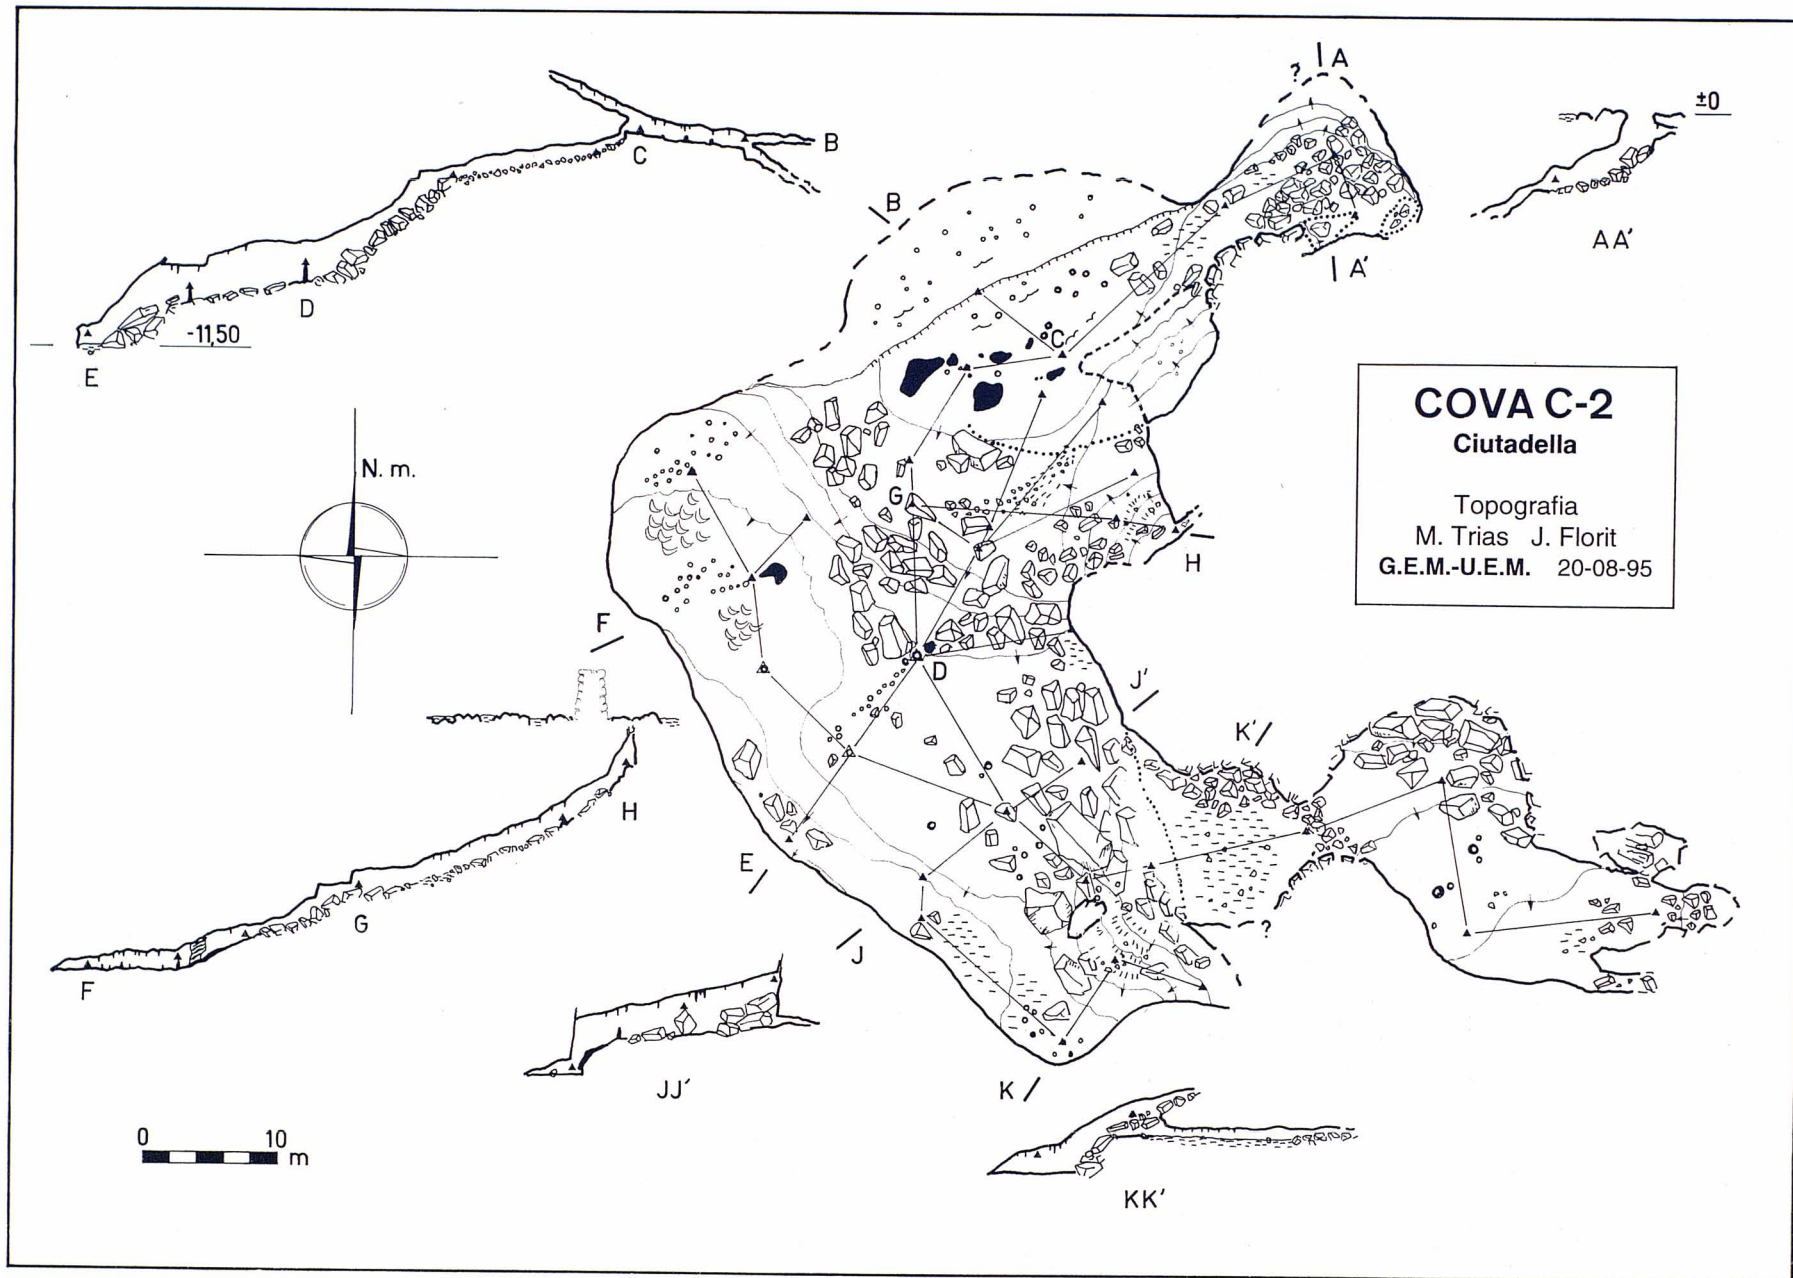 A
?
±0
B
C
B
AA'
A'
D
C
-11,50
E
COVA C-2
Ciutadella
N. m.
Topografia
M. Trias J. Florit
G.E.M.-U.E.M. 20-08-95
G
H
F
D
J'
K'
H
E
G
?
J
F
JJ'
K
0 10
m
KK'